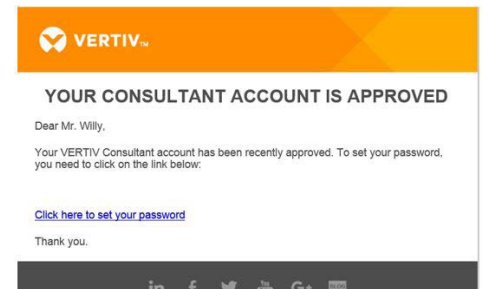 VERTIV™
YOUR CONSULTANT ACCOUNT IS APPROVED
Dear Mr. Willy,
Your VERTIV Consultant account has been recently approved. To set your password,
you need to click on the link below:
Click here to set your password
Thank you.